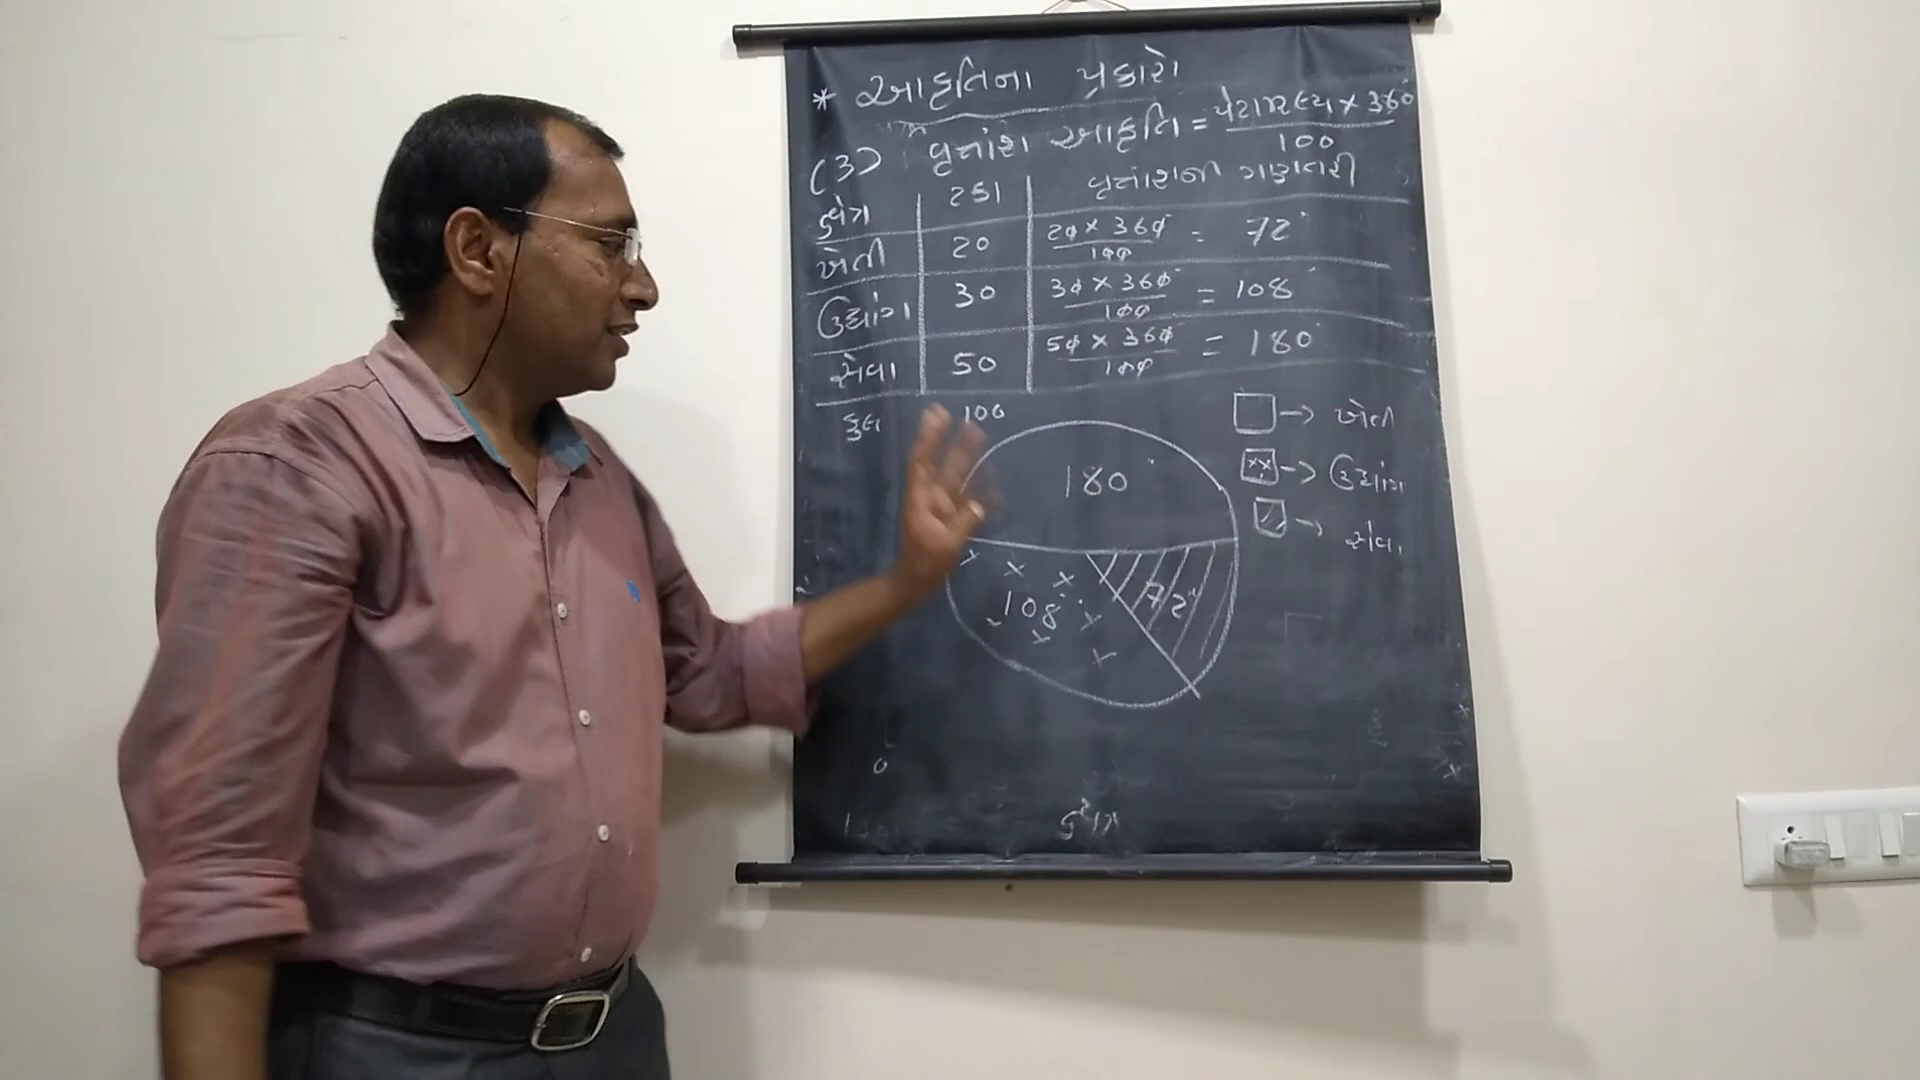 * આકૃતિના પ્રકારો
(3) વૃત્તાંશ આકૃતિ = પેટામૂલ્ય × 360° / 100
ક્ષેત્ર ટકા વૃત્તાંશની ગણતરી
ખેતી 20 20 × 360° / 100 = 72°
ઉદ્યોગ 30 30 × 360° / 100 = 108°
સેવા 50 50 × 360° / 100 = 180°
કુલ 100
→ ખેતી
180°
xx → ઉદ્યોગ
→ સેવા
108°
72°
ક્ષેત્ર